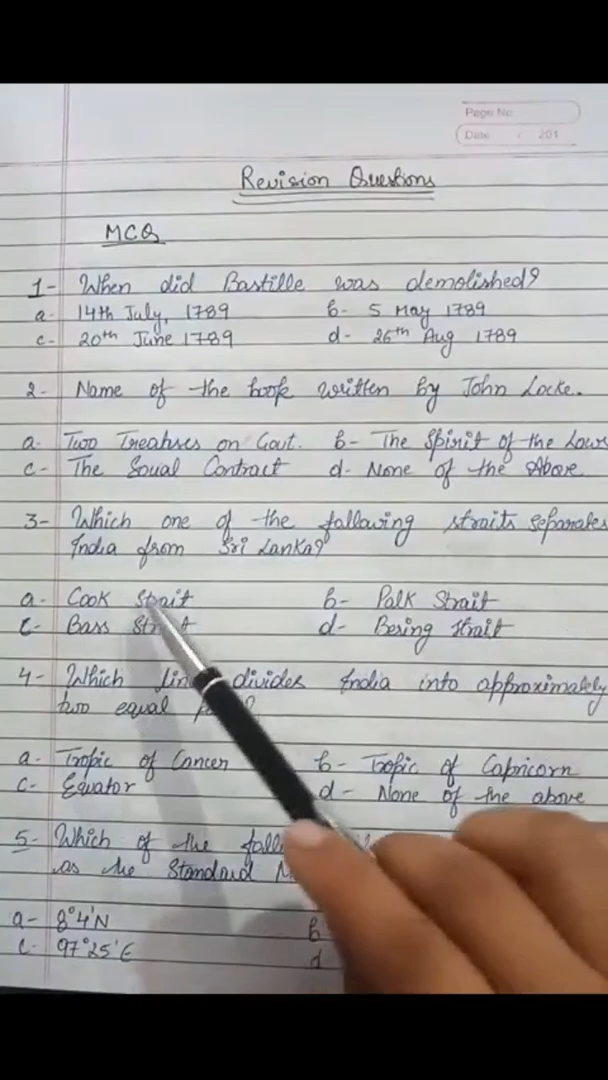 Page No
Date : 201
Revision Questions
MCQ
1- When did Bastille was demolished?
a- 14th July, 1789 b- 5 May 1789
c- 20th June 1789 d- 26th Aug 1789
2- Name of the book written by John Locke.
a- Two Treatises on Govt. b- The Spirit of the Laws
c- The Social Contract d- None of the Above
3- Which one of the following straits separates
India from Sri Lanka?
a- Cook Strait b- Palk Strait
c- Bass d- Bering Strait
4- Which divides India into approximately
two equal
a- Tropic of Cancer b- Tropic of Capricorn
c- Equator d- None of the above
5- Which of the
as the Standard
a- 8°4'N b
c- 97°25'E d